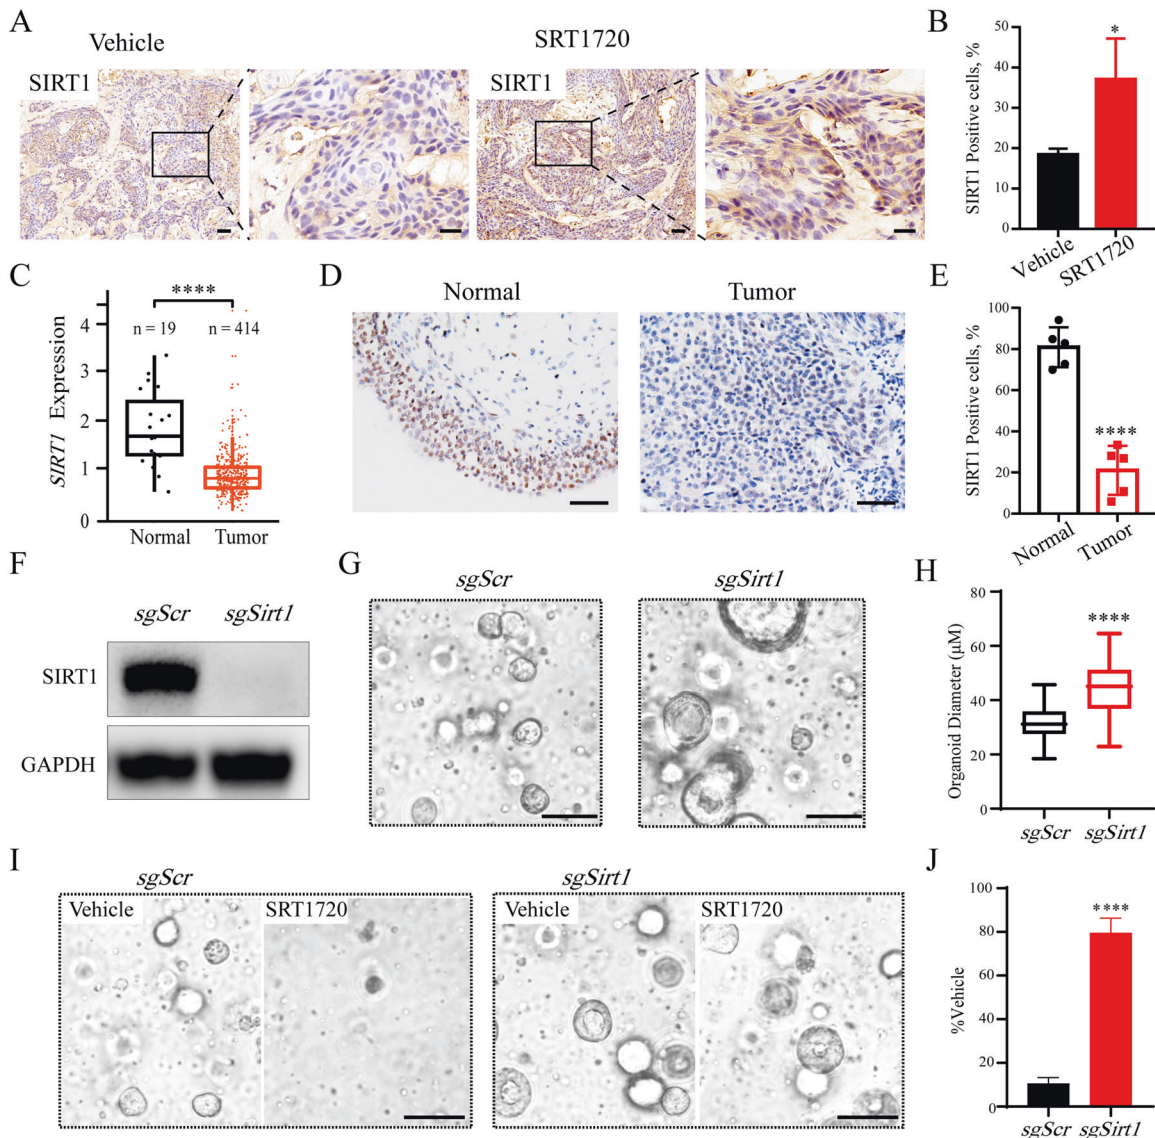 A
Vehicle
SRT1720
SIRT1
SIRT1
B
SIRT1 Positive cells, %
50
40
30
20
10
0
*
Vehicle
SRT1720
C
SIRT1 Expression
4
3
2
1
0
****
n = 19
n = 414
Normal
Tumor
D
Normal
Tumor
E
SIRT1 Positive cells, %
100
80
60
40
20
0
****
Normal
Tumor
F
sgScr
sgSirt1
SIRT1
GAPDH
G
sgScr
sgSirt1
H
Organoid Diameter (μM)
80
60
40
20
0
****
sgScr
sgSirt1
I
sgScr
sgSirt1
Vehicle
SRT1720
Vehicle
SRT1720
J
%Vehicle
100
80
60
40
20
0
****
sgScr
sgSirt1